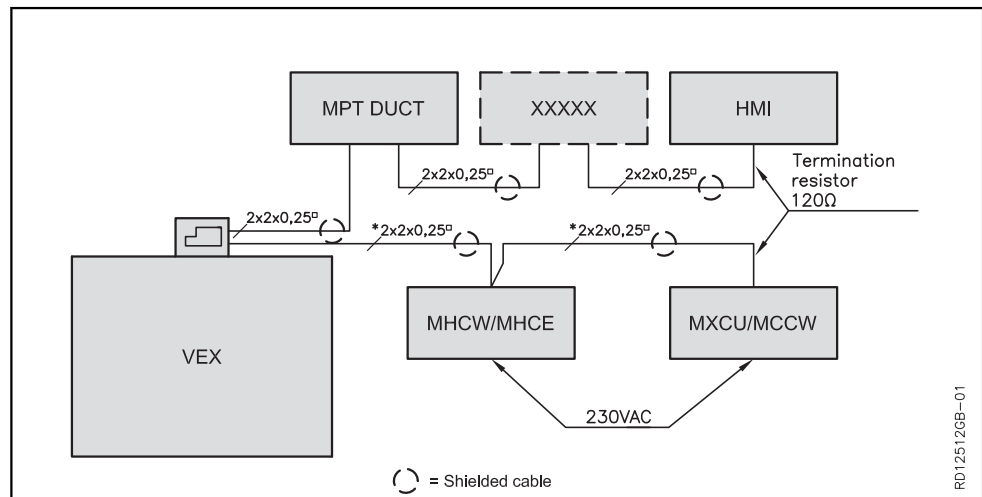 MPT DUCT
XXXXX
HMI
Termination
resistor
120Ω
2x2x0,25▫
2x2x0,25▫
2x2x0,25▫
*2x2x0,25▫
*2x2x0,25▫
MHCW/MHCE
MXCU/MCCW
VEX
230VAC
= Shielded cable
RD12512GB-01